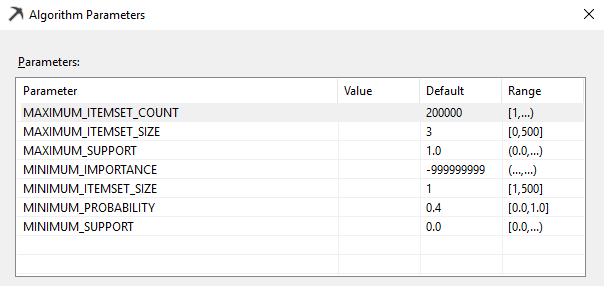 Algorithm Parameters
Parameters:
Parameter Value Default Range
MAXIMUM_ITEMSET_COUNT 200000 [1,...)
MAXIMUM_ITEMSET_SIZE 3 [0,500]
MAXIMUM_SUPPORT 1.0 (0.0,...)
MINIMUM_IMPORTANCE -999999999 (...,...)
MINIMUM_ITEMSET_SIZE 1 [1,500]
MINIMUM_PROBABILITY 0.4 [0.0,1.0]
MINIMUM_SUPPORT 0.0 [0.0,...)